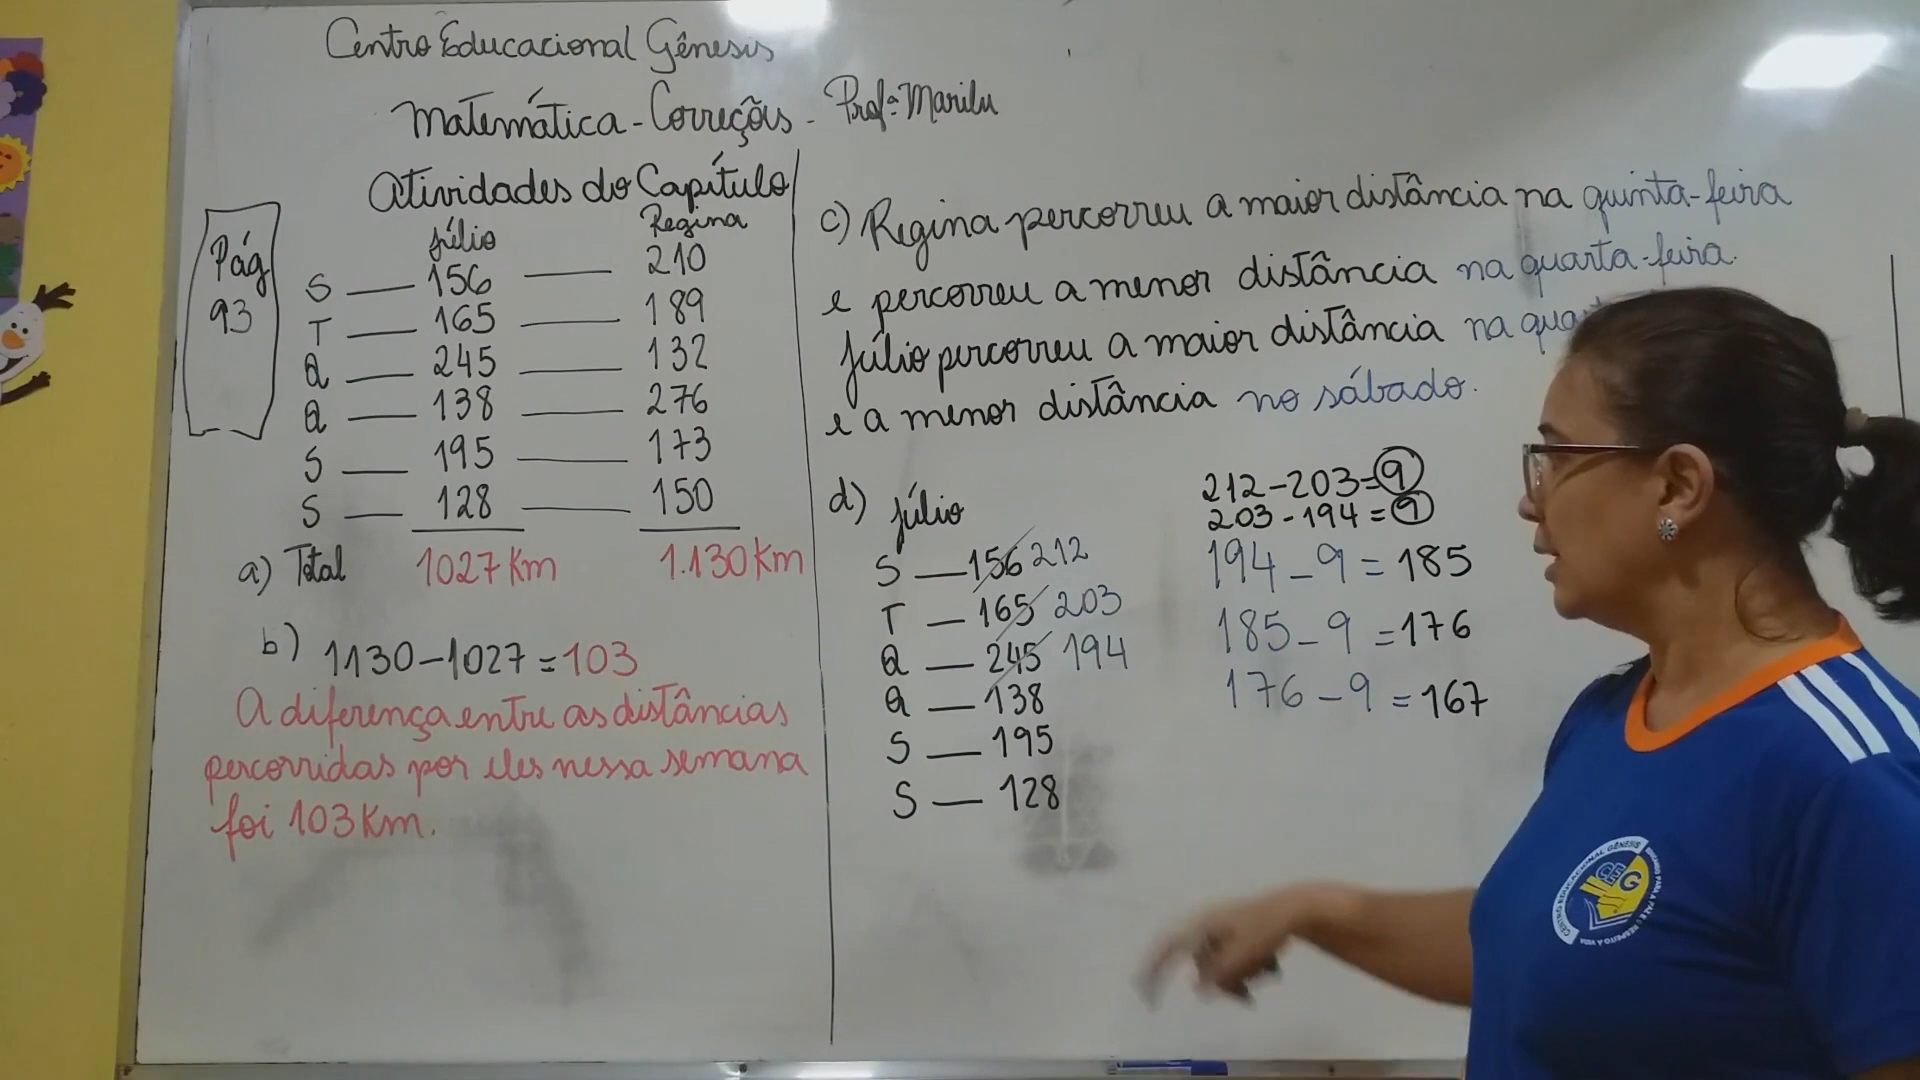 Centro Educacional Gênesis
Matemática - Correções - Profª Marilu
Atividades do Capítulo
Pág
93
Júlio Regina
S — 156 — 210
T — 165 — 189
Q — 245 — 132
Q — 138 — 276
S — 195 — 173
S — 128 — 150
a) Total 1027 Km 1.130 Km
b) 1130 - 1027 = 103
A diferença entre as distâncias
percorridas por eles nessa semana
foi 103 Km.
c) Regina percorreu a maior distância na quinta-feira
e percorreu a menor distância na quarta-feira.
Júlio percorreu a maior distância na
e a menor distância no sábado.
d) Júlio
S — 156 212
T — 165 203
Q — 245 194
Q — 138
S — 195
S — 128
212 - 203 = 9
203 - 194 = 9
194 - 9 = 185
185 - 9 = 176
176 - 9 = 167
CENTRO EDUCACIONAL GÊNESIS